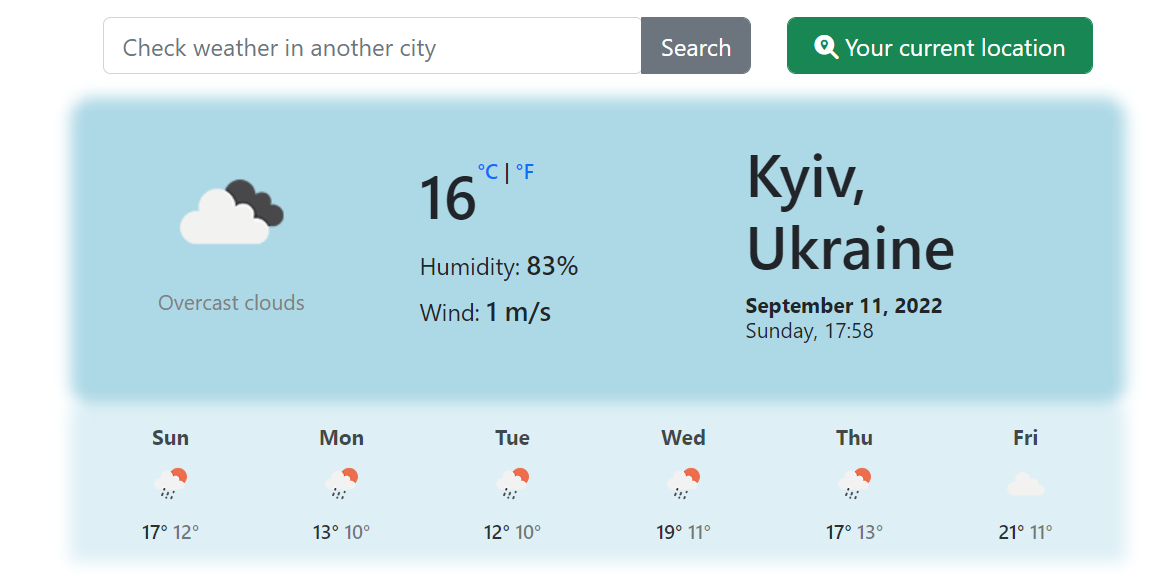 Check weather in another city Search Your current location
Overcast clouds
16 °C | °F
Humidity: 83%
Wind: 1 m/s
Kyiv,
Ukraine
September 11, 2022
Sunday, 17:58
Sun Mon Tue Wed Thu Fri
17° 12° 13° 10° 12° 10° 19° 11° 17° 13° 21° 11°